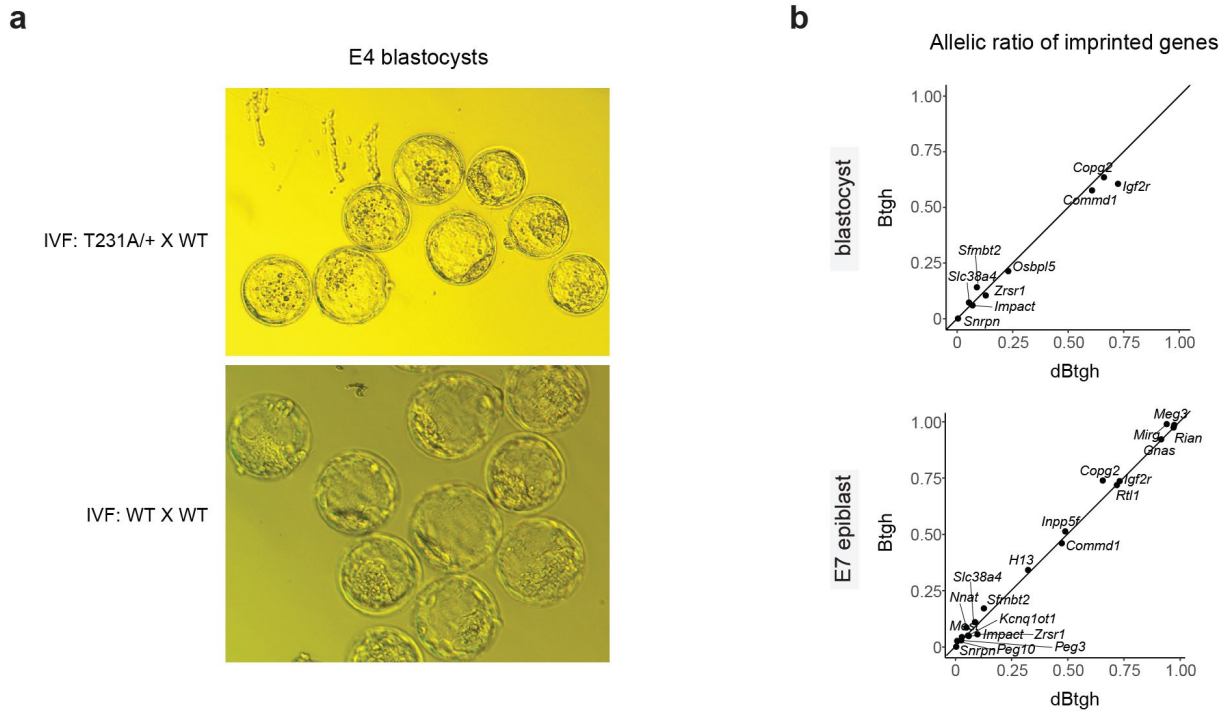 a
E4 blastocysts
IVF: T231A/+ X WT
IVF: WT X WT
b
Allelic ratio of imprinted genes
blastocyst
Btgh
1.00
0.75
0.50
0.25
0
Copg2
Igf2r
Commd1
Sfmbt2
Osbpl5
Slc38a4
Zrsr1
Impact
Snrpn
0 0.25 0.50 0.75 1.00
dBtgh
E7 epiblast
Btgh
1.00
0.75
0.50
0.25
0
Meg3
Mirg
Rian
Gnas
Copg2
Igf2r
Rtl1
Inpp5f
Commd1
H13
Slc38a4
Nnat
Sfmbt2
Kcnq1ot1
Mest
Impact
Zrsr1
Peg3
Snrpn
Peg10
0 0.25 0.50 0.75 1.00
dBtgh